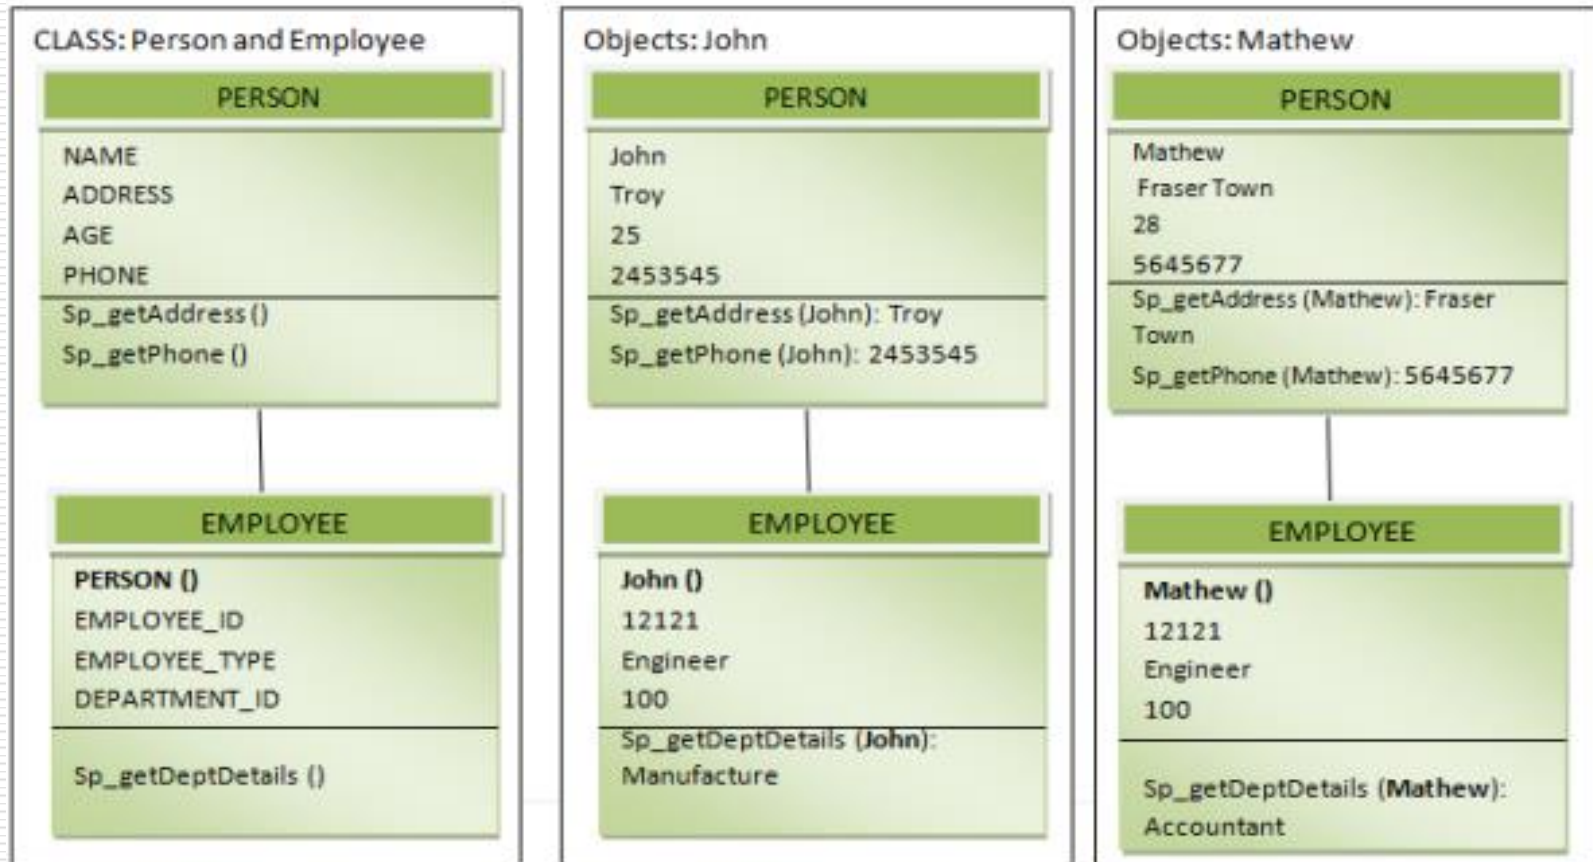 CLASS: Person and Employee
PERSON
NAME
ADDRESS
AGE
PHONE
Sp_getAddress ()
Sp_getPhone ()
EMPLOYEE
PERSON ()
EMPLOYEE_ID
EMPLOYEE_TYPE
DEPARTMENT_ID
Sp_getDeptDetails ()
Objects: John
PERSON
John
Troy
25
2453545
Sp_getAddress (John): Troy
Sp_getPhone (John): 2453545
EMPLOYEE
John ()
12121
Engineer
100
Sp_getDeptDetails (John):
Manufacture
Objects: Mathew
PERSON
Mathew
Fraser Town
28
5645677
Sp_getAddress (Mathew): Fraser
Town
Sp_getPhone (Mathew): 5645677
EMPLOYEE
Mathew ()
12121
Engineer
100
Sp_getDeptDetails (Mathew):
Accountant